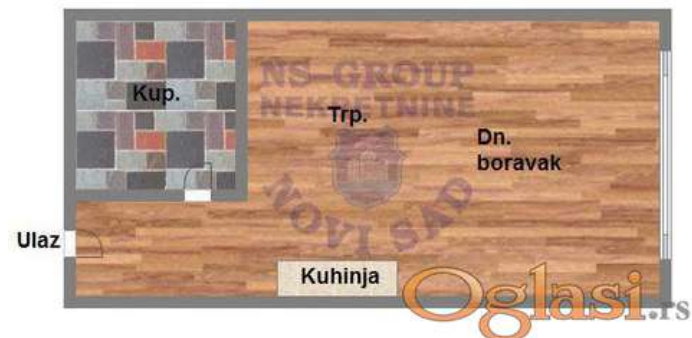 Kup.
NS-GROUP
NEKRETNINE
Trp.
Dn.
boravak
NOVI SAD
Ulaz
Kuhinja
Oglasi.rs